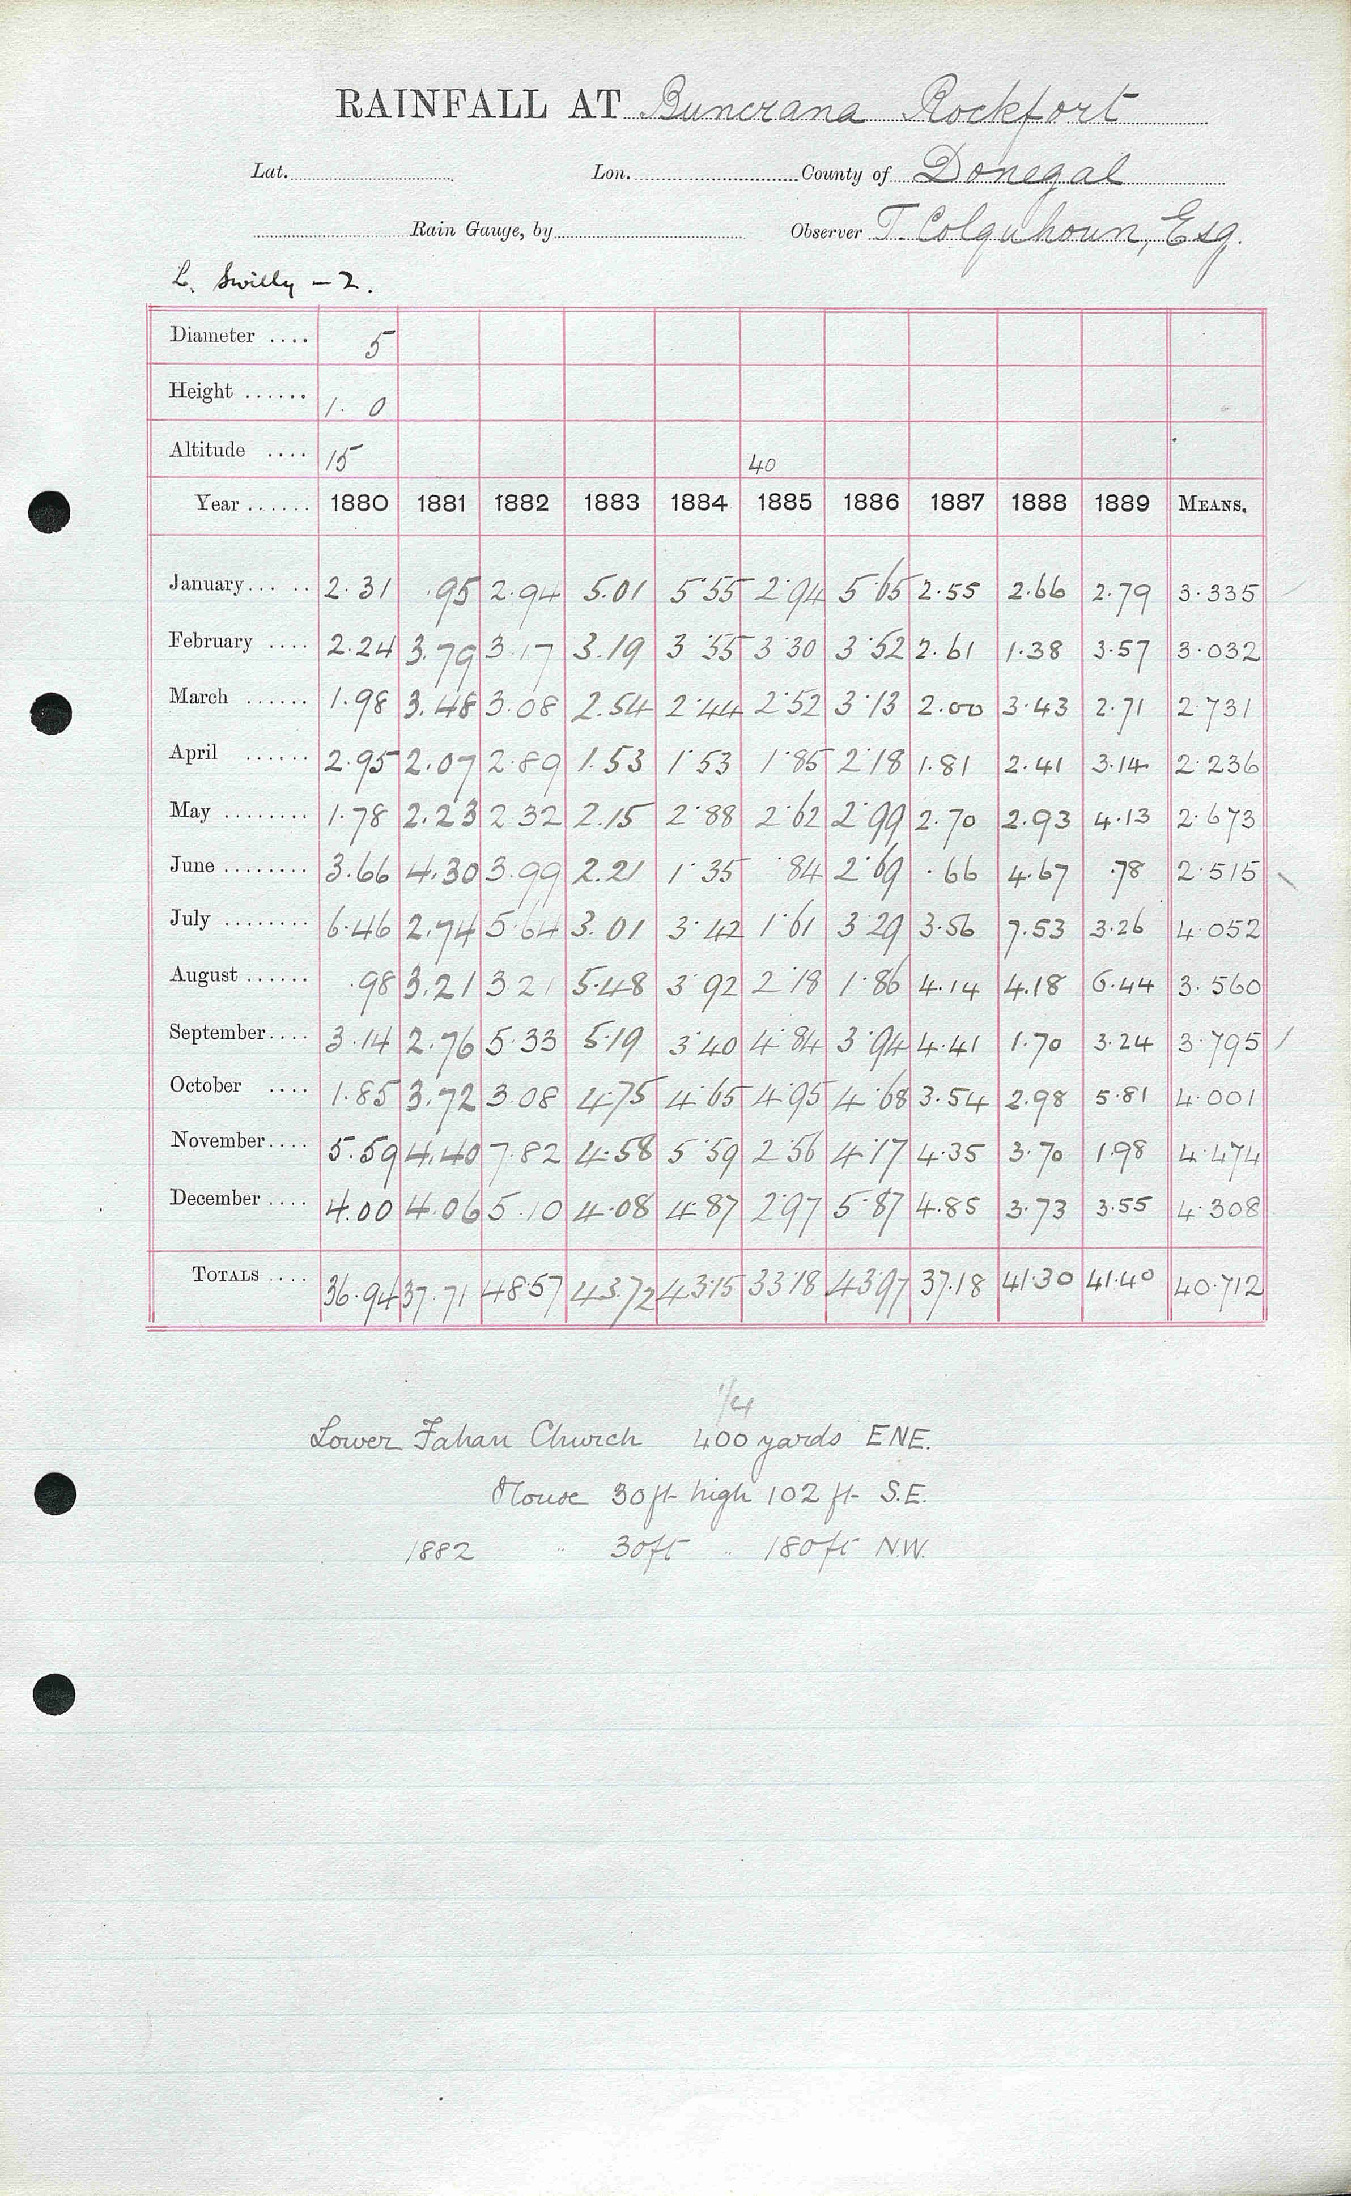 RAINFALL AT Buncrana Rockfort
Lat. Lon. County of Donegal
Rain Gauge, by Observer T. Colquhoun, Esq.
L. Swilly - 2.
Diameter .... 5
Height ...... 1. 0
Altitude .... 15 40
Year ...... 1880 1881 1882 1883 1884 1885 1886 1887 1888 1889 MEANS.
January..... 2.31 .95 2.94 5.01 5.55 2.94 5.65 2.55 2.66 2.79 3.335
February .... 2.24 3.79 3.17 3.19 3.55 3.30 3.52 2.61 1.38 3.57 3.032
March ...... 1.98 3.48 3.08 2.54 2.44 2.52 3.13 2.00 3.43 2.71 2.731
April ...... 2.95 2.07 2.89 1.53 1.53 1.85 2.18 1.81 2.41 3.14 2.236
May ........ 1.78 2.23 2.32 2.15 2.88 2.62 2.99 2.70 2.93 4.13 2.673
June ........ 3.66 4.30 3.99 2.21 1.35 .84 2.69 .66 4.67 .78 2.515
July ........ 6.46 2.74 5.64 3.01 3.42 1.61 3.29 3.56 7.53 3.26 4.052
August ...... .98 3.21 3.21 5.48 3.92 2.18 1.86 4.14 4.18 6.44 3.560
September.... 3.14 2.76 5.33 5.19 3.40 4.84 3.94 4.41 1.70 3.24 3.795
October .... 1.85 3.72 3.08 4.75 4.65 4.95 4.68 3.54 2.98 5.81 4.001
November.... 5.59 4.40 7.82 4.58 5.59 2.56 4.17 4.35 3.70 1.98 4.474
December .... 4.00 4.06 5.10 4.08 4.87 2.97 5.87 4.85 3.73 3.55 4.308
TOTALS .... 36.94 37.71 48.57 43.72 43.15 33.18 43.97 37.18 41.30 41.40 40.712
1/4
Lower Fahan Church 400 yards ENE.
House 30ft high 102 ft S.E.
1882 " 30ft " 180ft N.W.